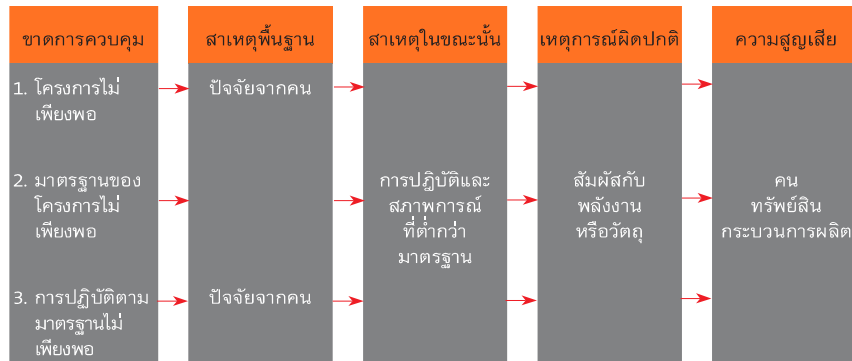 ขาดการควบคุม
1. โครงการไม่
เพียงพอ
2. มาตรฐานของ
โครงการไม่
เพียงพอ
3. การปฎิบัติตาม
มาตรฐานไม่
เพียงพอ
สาเหตุพื้นฐาน
ปัจจัยจากคน
ปัจจัยจากคน
สาเหตุในขณะนั้น
การปฎิบัติและ
สภาพการณ์
ที่ต่ำกว่า
มาตรฐาน
เหตุการณ์ผิดปกติ
สัมผัสกับ
พลังงาน
หรือวัตถุ
ความสูญเสีย
คน
ทรัพย์สิน
กระบวนการผลิต